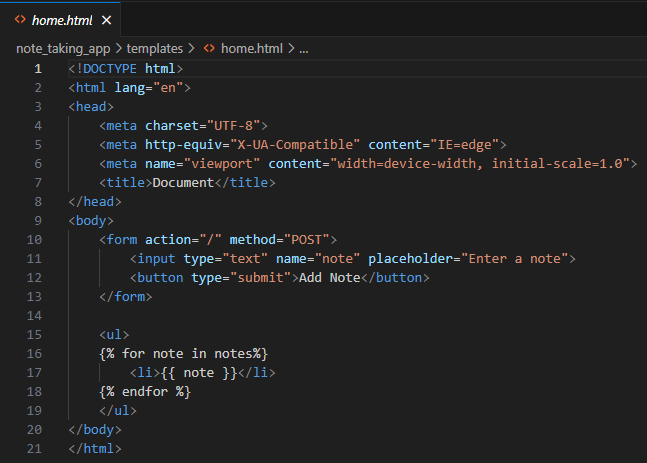 home.html
note_taking_app > templates > home.html > ...
1 <!DOCTYPE html>
2 <html lang="en">
3 <head>
4     <meta charset="UTF-8">
5     <meta http-equiv="X-UA-Compatible" content="IE=edge">
6     <meta name="viewport" content="width=device-width, initial-scale=1.0">
7     <title>Document</title>
8 </head>
9 <body>
10     <form action="/" method="POST">
11         <input type="text" name="note" placeholder="Enter a note">
12         <button type="submit">Add Note</button>
13     </form>
14
15     <ul>
16     {% for note in notes%}
17         <li>{{ note }}</li>
18     {% endfor %}
19     </ul>
20 </body>
21 </html>